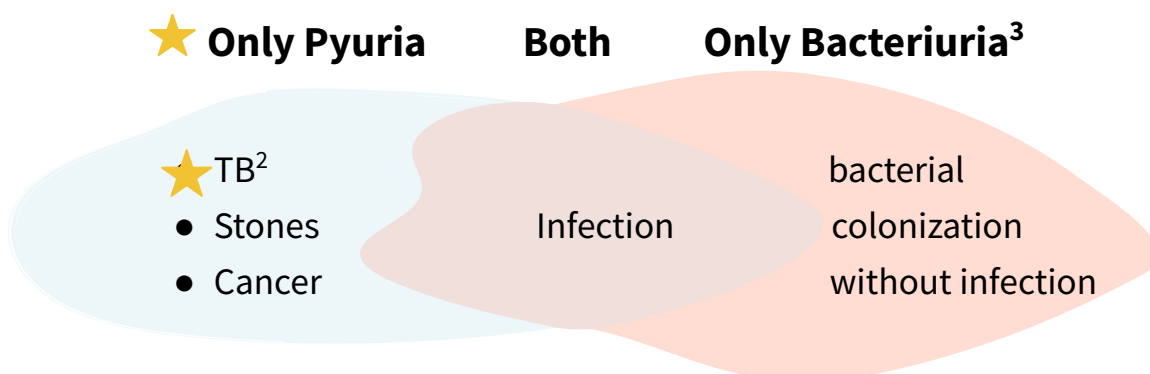 Only Pyuria
Both
Only Bacteriuria³
TB²
● Stones
● Cancer
Infection
bacterial
colonization
without infection